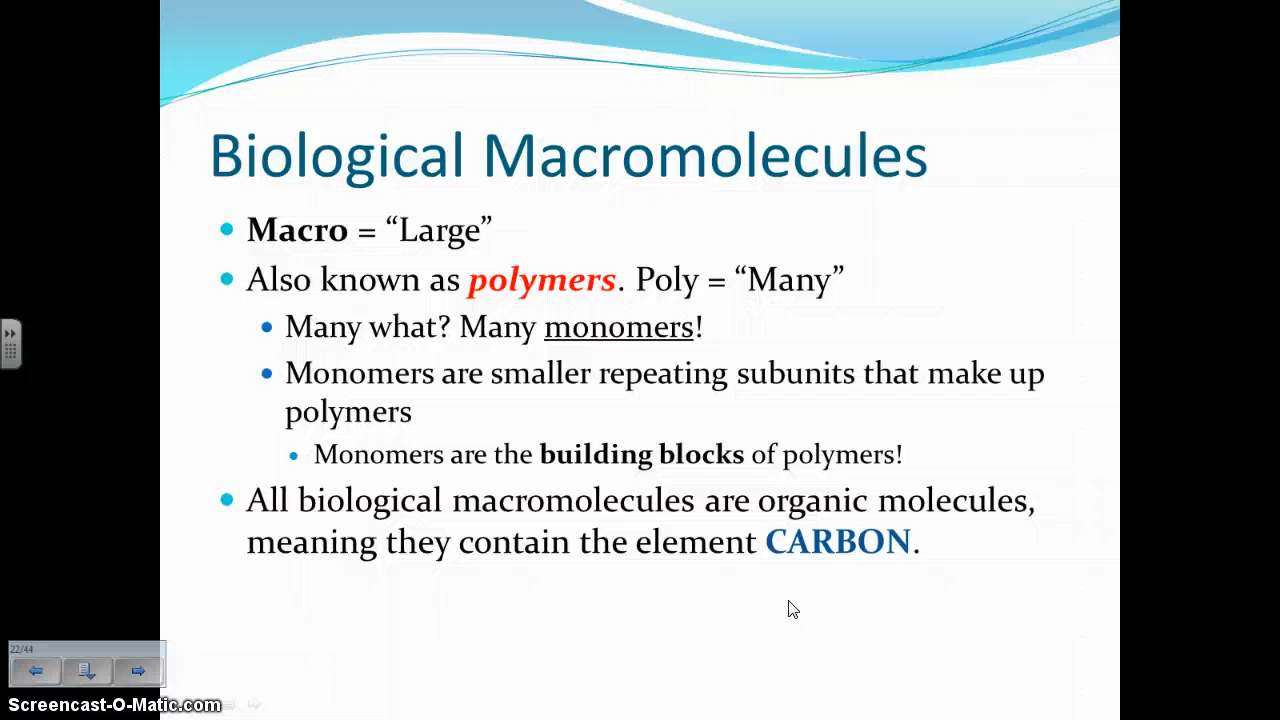 Biological Macromolecules
Macro = “Large”
Also known as polymers. Poly = “Many”
Many what? Many monomers!
Monomers are smaller repeating subunits that make up
polymers
Monomers are the building blocks of polymers!
All biological macromolecules are organic molecules,
meaning they contain the element CARBON.
22/44
Screencast-O-Matic.com